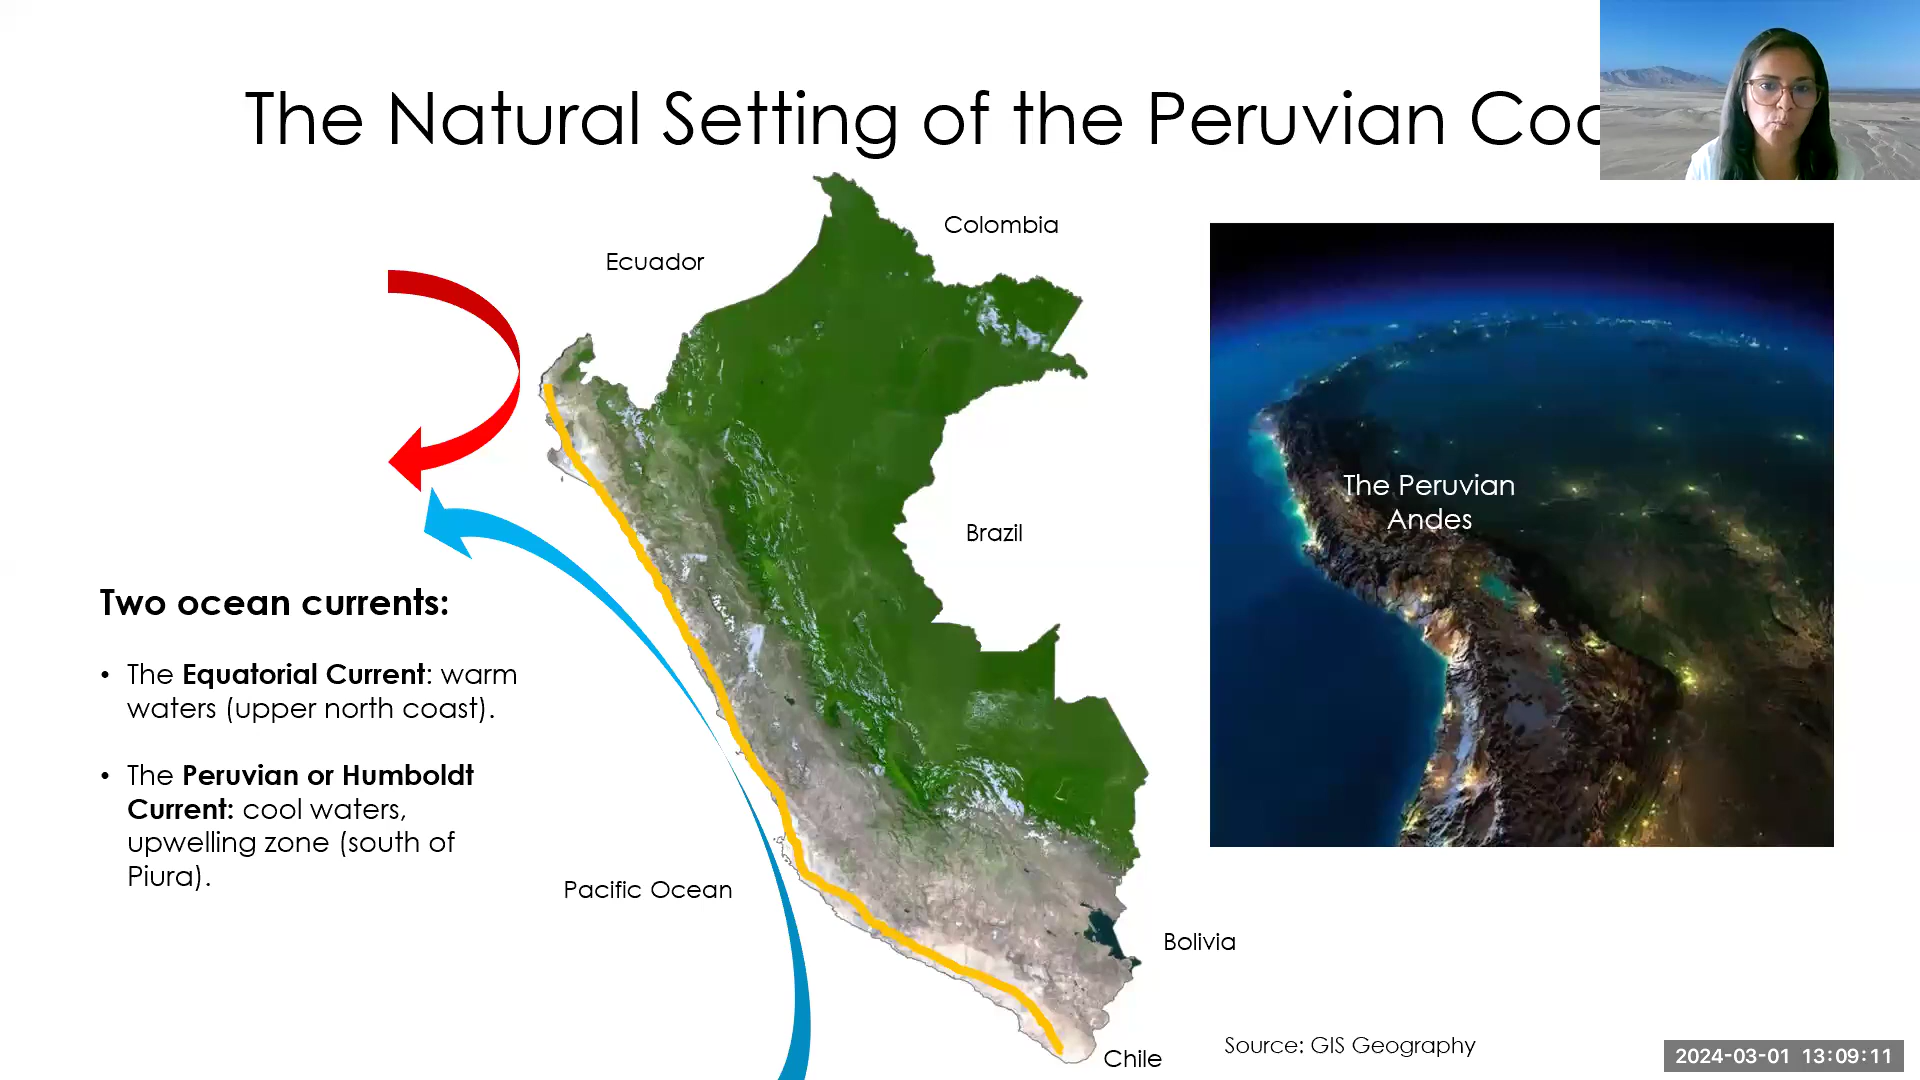 The Natural Setting of the Peruvian
Colombia
Ecuador
The Peruvian
Andes
Brazil
Two ocean currents:
• The Equatorial Current: warm
waters (upper north coast).
• The Peruvian or Humboldt
Current: cool waters,
upwelling zone (south of
Piura).
Pacific Ocean
Bolivia
Chile
Source: GIS Geography
2024-03-01 13:09:11